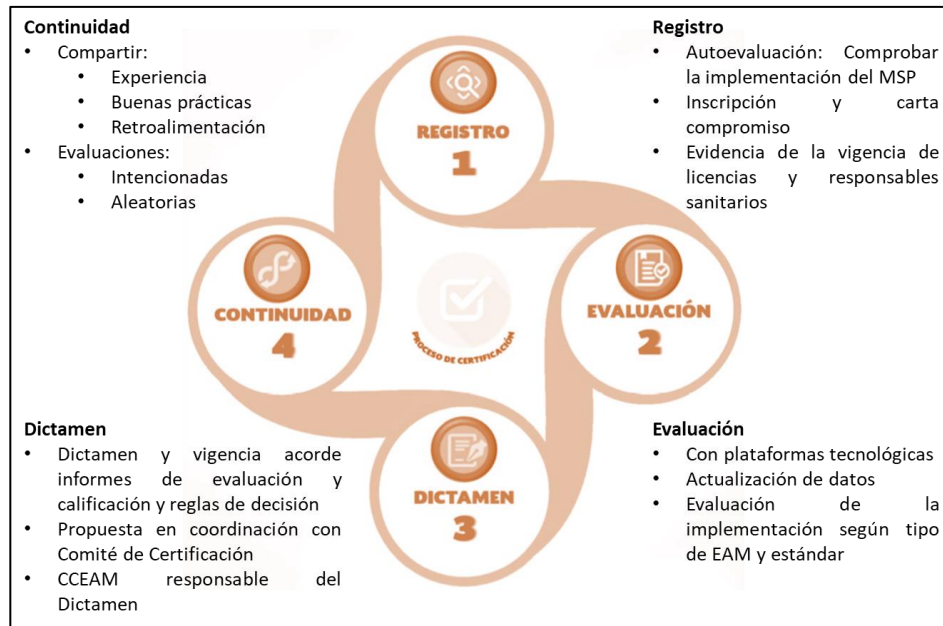 Continuidad
• Compartir:
• Experiencia
• Buenas prácticas
• Retroalimentación
• Evaluaciones:
• Intencionadas
• Aleatorias
Registro
• Autoevaluación: Comprobar
la implementación del MSP
• Inscripción y carta
compromiso
• Evidencia de la vigencia de
licencias y responsables
sanitarios
REGISTRO
1
EVALUACIÓN
2
DICTAMEN
3
CONTINUIDAD
4
PROCESO DE CERTIFICACIÓN
Dictamen
• Dictamen y vigencia acorde
informes de evaluación y
calificación y reglas de decisión
• Propuesta en coordinación con
Comité de Certificación
• CCEAM responsable del
Dictamen
Evaluación
• Con plataformas tecnológicas
• Actualización de datos
• Evaluación de la
implementación según tipo
de EAM y estándar